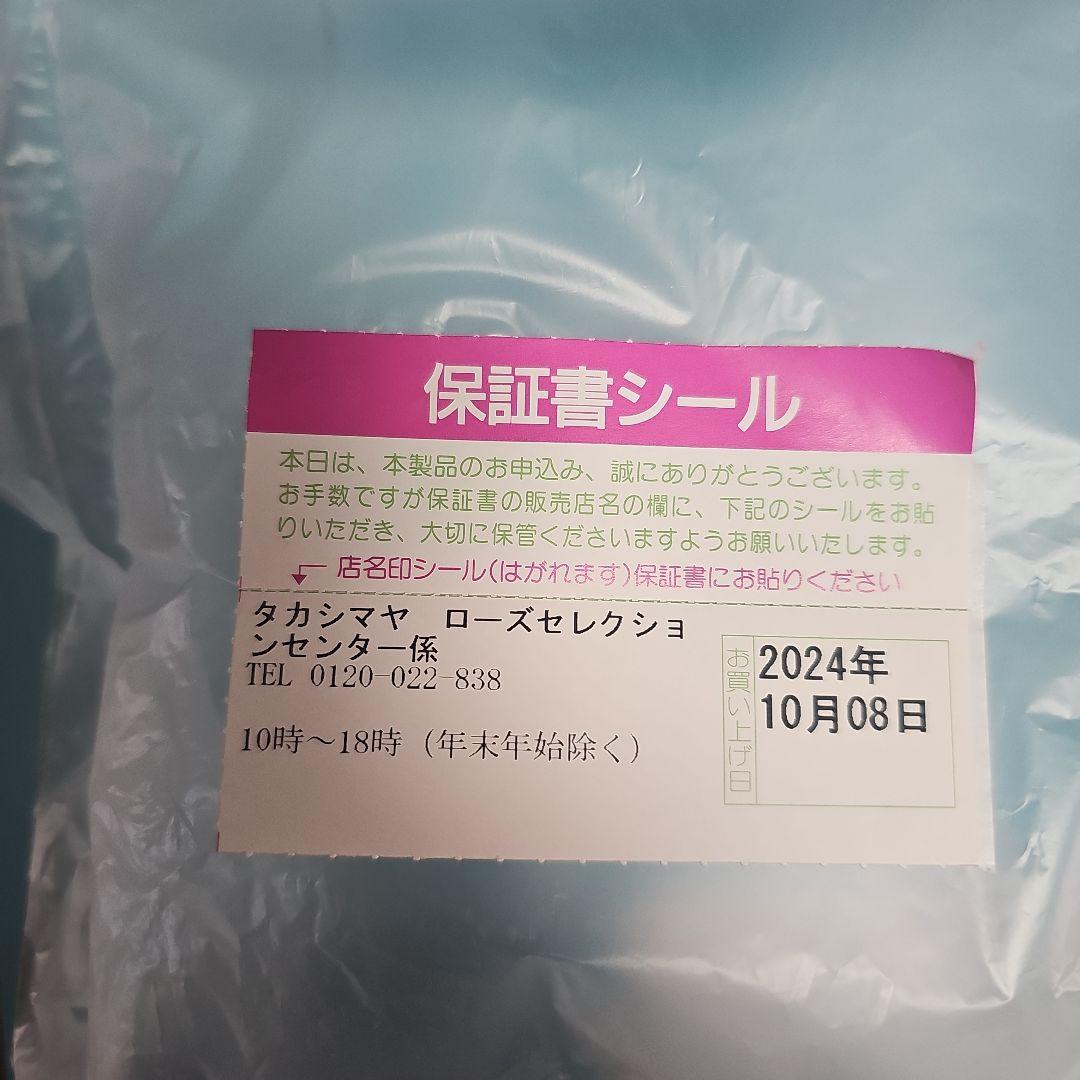 保証書シール
本日は、本製品のお申込み、誠にありがとうございます。
お手数ですが保証書の販売店名の欄に、下記のシールをお貼
りいただき、大切に保管くださいますようお願いいたします。
店名印シール(はがれます)保証書にお貼りください
タカシマヤ　ローズセレクショ
ンセンター係
TEL 0120-022-838
10時～18時（年末年始除く）
お買い上げ日
2024年
10月08日